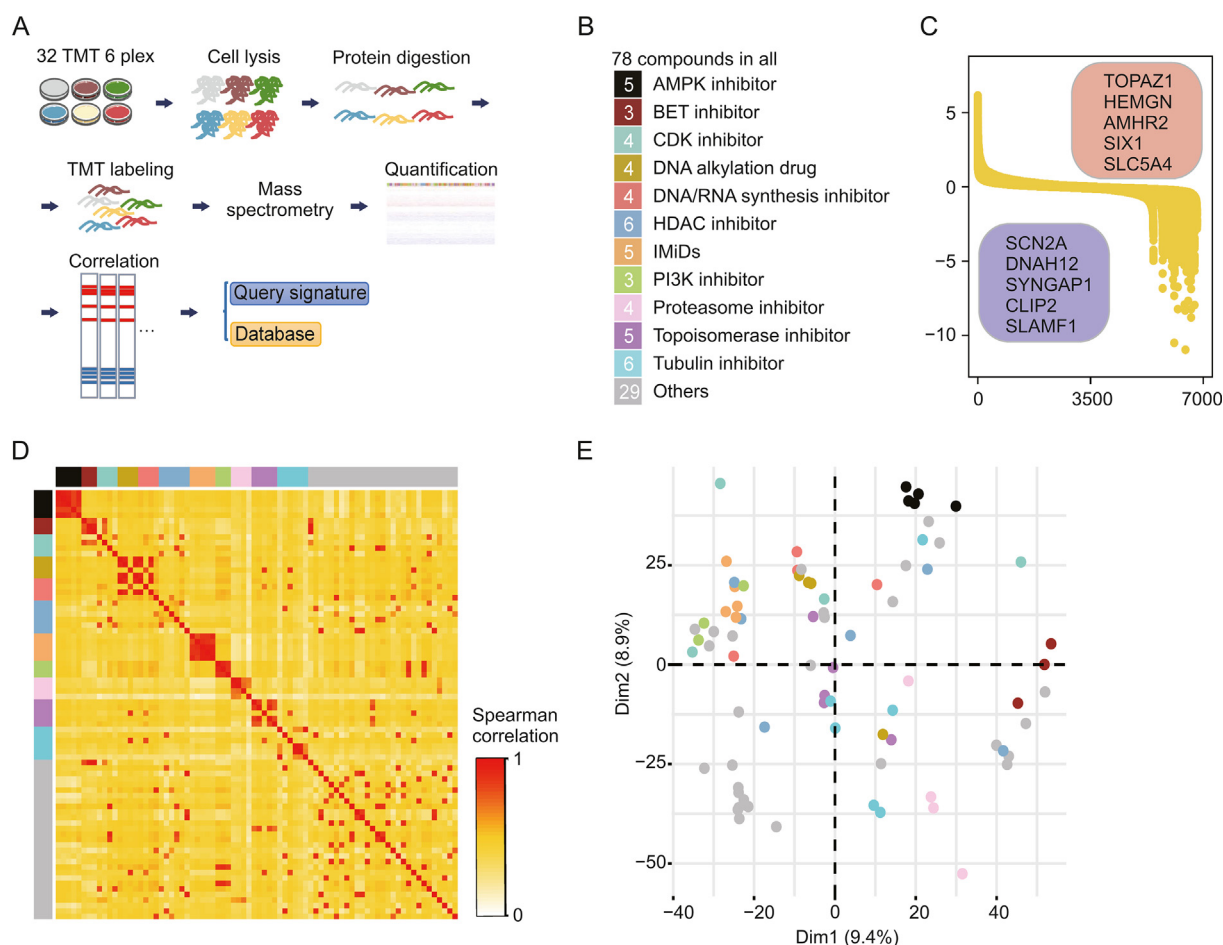 A
32 TMT 6 plex
Cell lysis
Protein digestion
TMT labeling
Mass
spectrometry
Quantification
Correlation
...
Query signature
Database
B
78 compounds in all
5 AMPK inhibitor
3 BET inhibitor
4 CDK inhibitor
4 DNA alkylation drug
4 DNA/RNA synthesis inhibitor
6 HDAC inhibitor
5 IMiDs
3 PI3K inhibitor
4 Proteasome inhibitor
5 Topoisomerase inhibitor
6 Tubulin inhibitor
29 Others
C
5
0
−5
−10
TOPAZ1
HEMGN
AMHR2
SIX1
SLC5A4
SCN2A
DNAH12
SYNGAP1
CLIP2
SLAMF1
0 3500 7000
D
Spearman
correlation
1
0
E
Dim2 (8.9%)
25
0
−25
−50
−40 −20 0 20 40
Dim1 (9.4%)